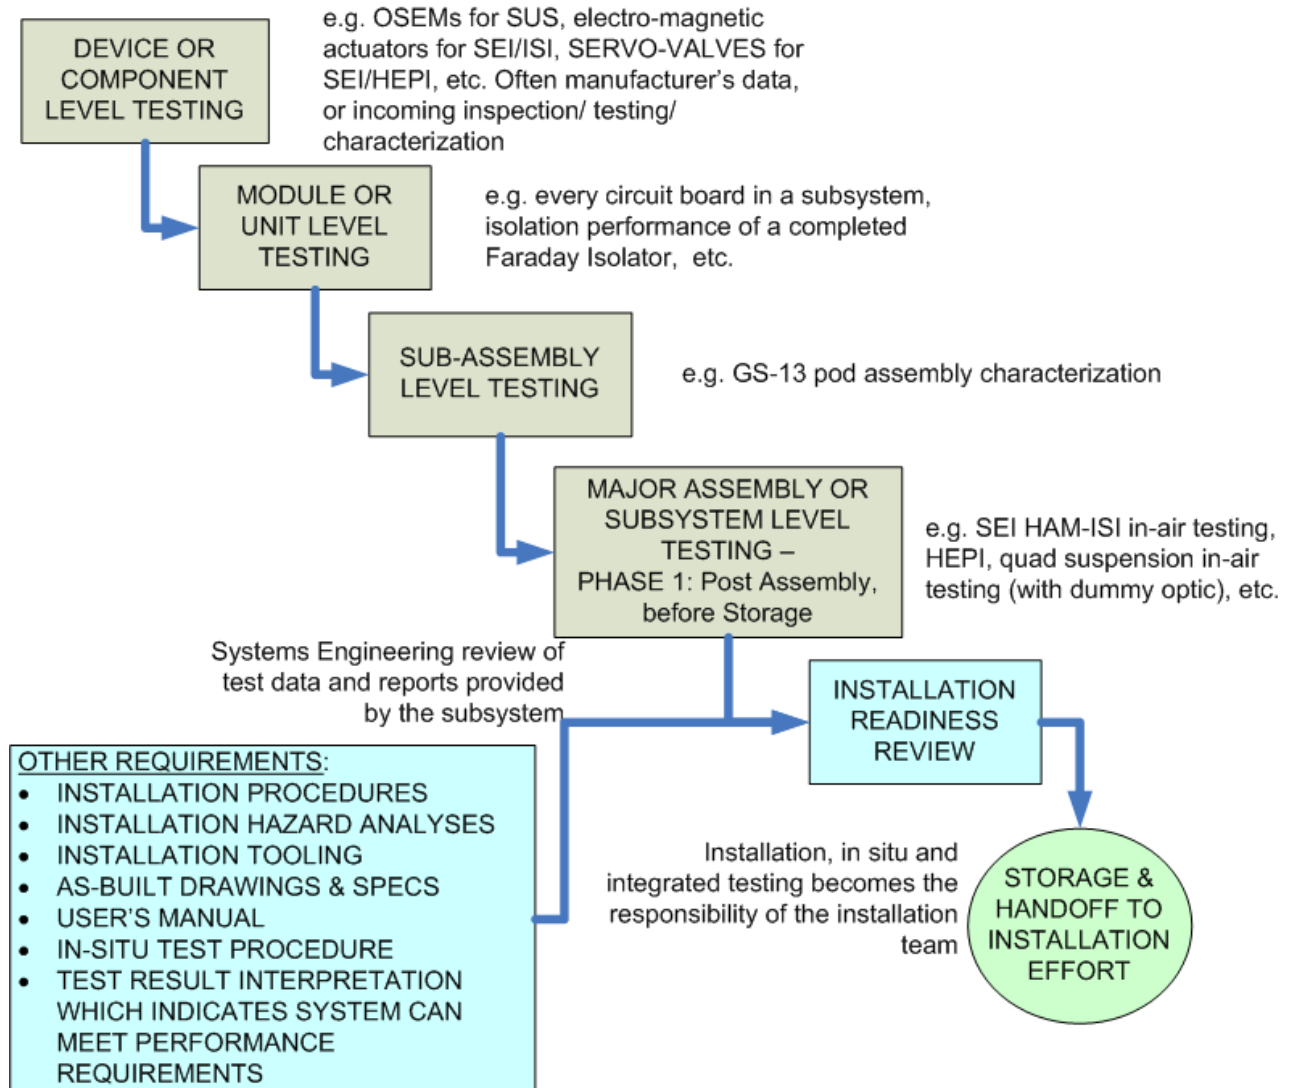 DEVICE OR
COMPONENT
LEVEL TESTING
e.g. OSEMs for SUS, electro-magnetic
actuators for SEI/ISI, SERVO-VALVES for
SEI/HEPI, etc. Often manufacturer's data,
or incoming inspection/ testing/
characterization
MODULE OR
UNIT LEVEL
TESTING
e.g. every circuit board in a subsystem,
isolation performance of a completed
Faraday Isolator, etc.
SUB-ASSEMBLY
LEVEL TESTING
e.g. GS-13 pod assembly characterization
MAJOR ASSEMBLY OR
SUBSYSTEM LEVEL
TESTING –
PHASE 1: Post Assembly,
before Storage
e.g. SEI HAM-ISI in-air testing,
HEPI, quad suspension in-air
testing (with dummy optic), etc.
Systems Engineering review of
test data and reports provided
by the subsystem
INSTALLATION
READINESS
REVIEW
OTHER REQUIREMENTS:
• INSTALLATION PROCEDURES
• INSTALLATION HAZARD ANALYSES
• INSTALLATION TOOLING
• AS-BUILT DRAWINGS & SPECS
• USER'S MANUAL
• IN-SITU TEST PROCEDURE
• TEST RESULT INTERPRETATION
WHICH INDICATES SYSTEM CAN
MEET PERFORMANCE
REQUIREMENTS
Installation, in situ and
integrated testing becomes the
responsibility of the installation
team
STORAGE &
HANDOFF TO
INSTALLATION
EFFORT